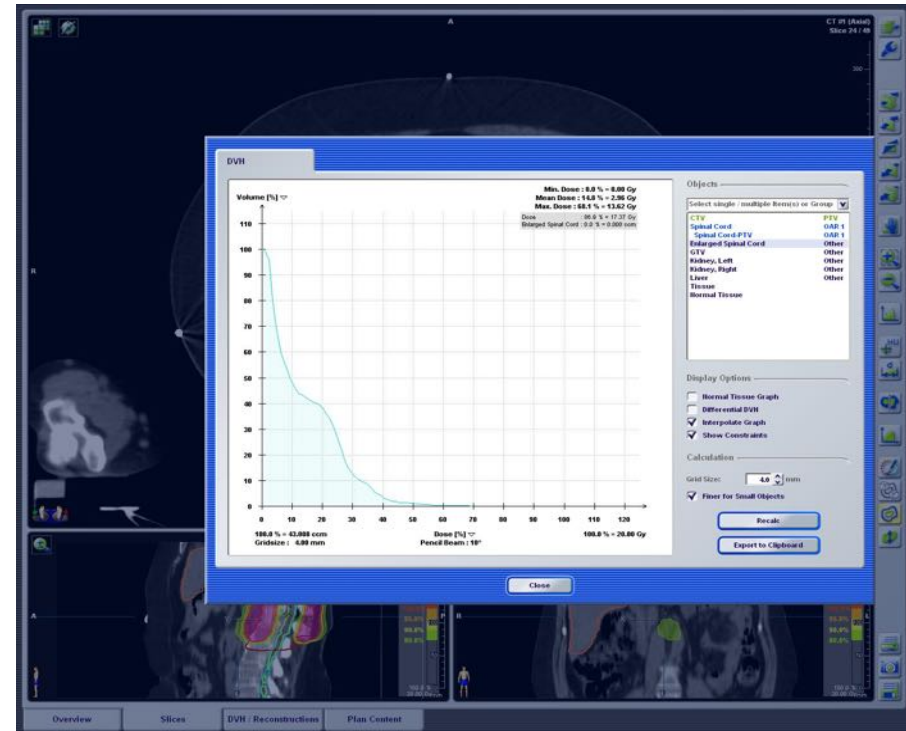 A
CT #1 (Axial)
Slice 24 / 48
R
DVH
Volume [%]
Min. Dose : 0.0 % = 0.00 Gy
Mean Dose : 14.8 % = 2.96 Gy
Max. Dose : 68.1 % = 13.62 Gy
Dose : 86.9 % = 17.37 Gy
Enlarged Spinal Cord : 0.0 % = 0.000 ccm
110
100
90
80
70
60
50
40
30
20
10
0
0 10 20 30 40 50 60 70 80 90 100 110 120
100.0 % = 43.008 ccm Dose [%] 100.0 % = 20.00 Gy
Gridsize : 4.00 mm Pencil Beam : 10°
Objects
Select single / multiple Item(s) or Group
CTV PTV
Spinal Cord OAR 1
Spinal Cord-PTV OAR 1
Enlarged Spinal Cord Other
GTV Other
Kidney, Left Other
Kidney, Right Other
Liver Other
Tissue
Normal Tissue
Display Options
Normal Tissue Graph
Differential DVH
Interpolate Graph
Show Constraints
Calculation
Grid Size: 4.0 mm
Finer for Small Objects
Recalc
Export to Clipboard
Close
A
P
R
L
Overview
Slices
DVH / Reconstructions
Plan Content